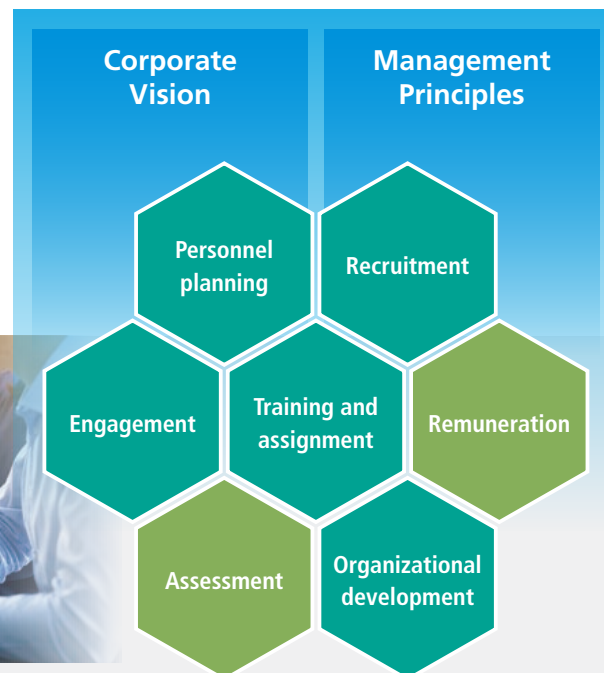 Corporate
Vision
Management
Principles
Personnel
planning
Recruitment
Engagement
Training and
assignment
Remuneration
Assessment
Organizational
development